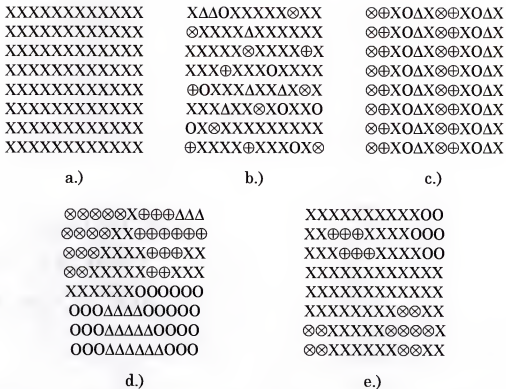 XXXXXXXXXXXX
XXXXXXXXXXXX
XXXXXXXXXXXX
XXXXXXXXXXXX
XXXXXXXXXXXX
XXXXXXXXXXXX
XXXXXXXXXXXX
XXXXXXXXXXXX
a.)
XΔΔOXXXXX⊗XX
⊗XXXXΔXXXXXX
XXXXX⊗XXXX⊕X
XXX⊕XXXOXXXX
⊕OXXXΔXXΔX⊗X
XXXΔXX⊗XOXXO
OX⊗XXXXXXXXX
⊕XXXX⊕XXXOX⊗
b.)
⊗⊕XOΔX⊗⊕XOΔX
⊗⊕XOΔX⊗⊕XOΔX
⊗⊕XOΔX⊗⊕XOΔX
⊗⊕XOΔX⊗⊕XOΔX
⊗⊕XOΔX⊗⊕XOΔX
⊗⊕XOΔX⊗⊕XOΔX
⊗⊕XOΔX⊗⊕XOΔX
⊗⊕XOΔX⊗⊕XOΔX
c.)
⊗⊗⊗⊗⊗X⊕⊕⊕ΔΔΔ
⊗⊗⊗⊗XX⊕⊕⊕⊕⊕⊕
⊗⊗⊗XXXX⊕⊕⊕XX
⊗⊗XXXXX⊕⊕XXX
XXXXXXOOOOOO
OOOΔΔΔΔOOOOO
OOOΔΔΔΔΔOOOO
OOOΔΔΔΔΔΔOOO
d.)
XXXXXXXXXXOO
XX⊕⊕⊕XXXXOOO
XXX⊕⊕⊕XXXXOO
XXXXXXXXXXXX
XXXXXXXXXXXX
XXXXXXXX⊗⊗XX
⊗⊗XXXXX⊗⊗⊗⊗X
⊗⊗XXXXXX⊗⊗XX
e.)